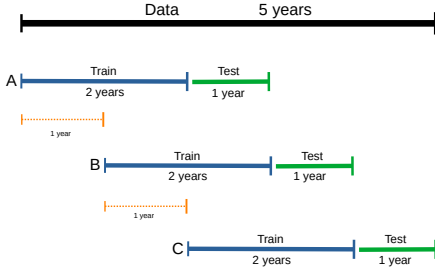 Data 5 years
Train Test
A
2 years 1 year
1 year
Train Test
B
2 years 1 year
1 year
Train Test
C
2 years 1 year